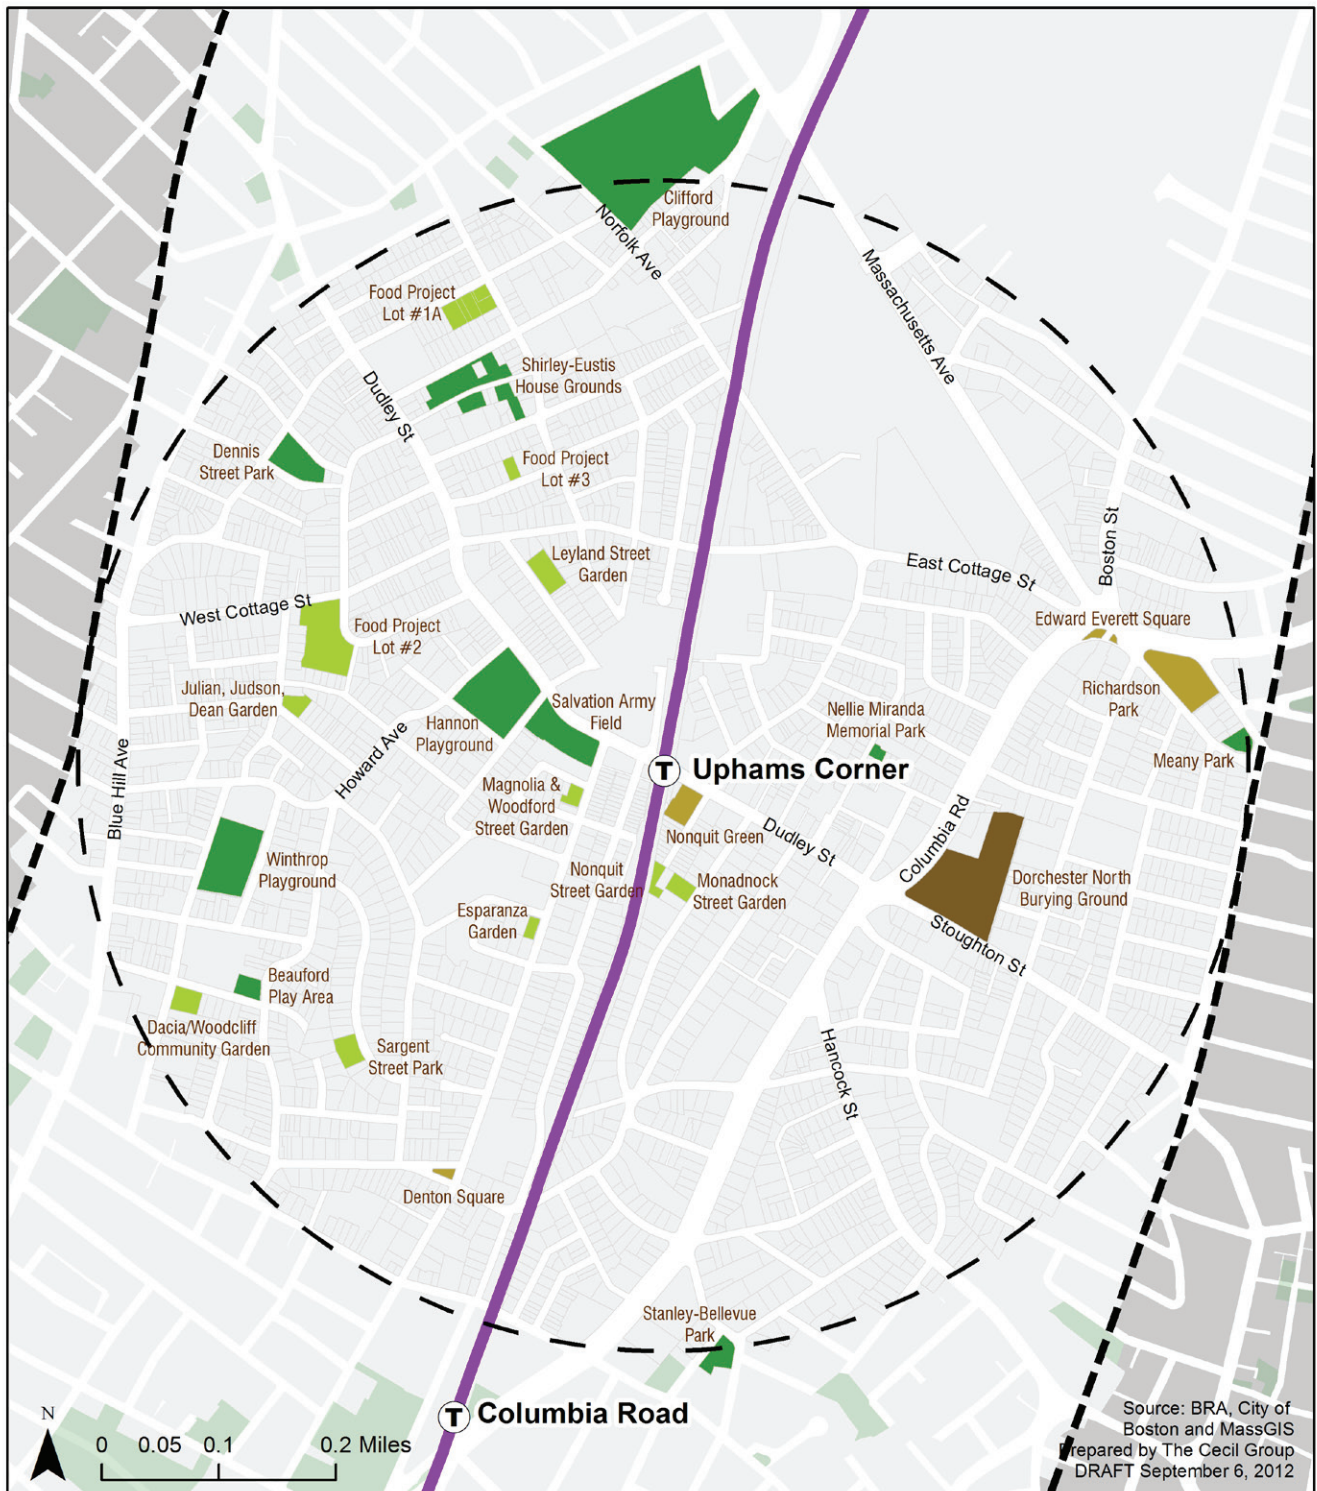 Clifford
Playground
Norfolk Ave
Massachusetts Ave
Food Project
Lot #1A
Shirley-Eustis
House Grounds
Dudley St
Dennis
Street Park
Food Project
Lot #3
Boston St
Leyland Street
Garden
East Cottage St
West Cottage St
Food Project
Lot #2
Edward Everett Square
Richardson
Park
Julian, Judson,
Dean Garden
Hannon
Playground
Salvation Army
Field
Nellie Miranda
Memorial Park
Meany Park
Howard Ave
Blue Hill Ave
T Uphams Corner
Magnolia &
Woodford
Street Garden
Nonquit Green
Dudley St
Columbia Rd
Winthrop
Playground
Nonquit
Street Garden
Monadnock
Street Garden
Dorchester North
Burying Ground
Esparanza
Garden
Stoughton St
Beauford
Play Area
Dacia/Woodcliff
Community Garden
Sargent
Street Park
Hancock St
Denton Square
Stanley-Bellevue
Park
T Columbia Road
N
0 0.05 0.1 0.2 Miles
Source: BRA, City of
Boston and MassGIS
Prepared by The Cecil Group
DRAFT September 6, 2012